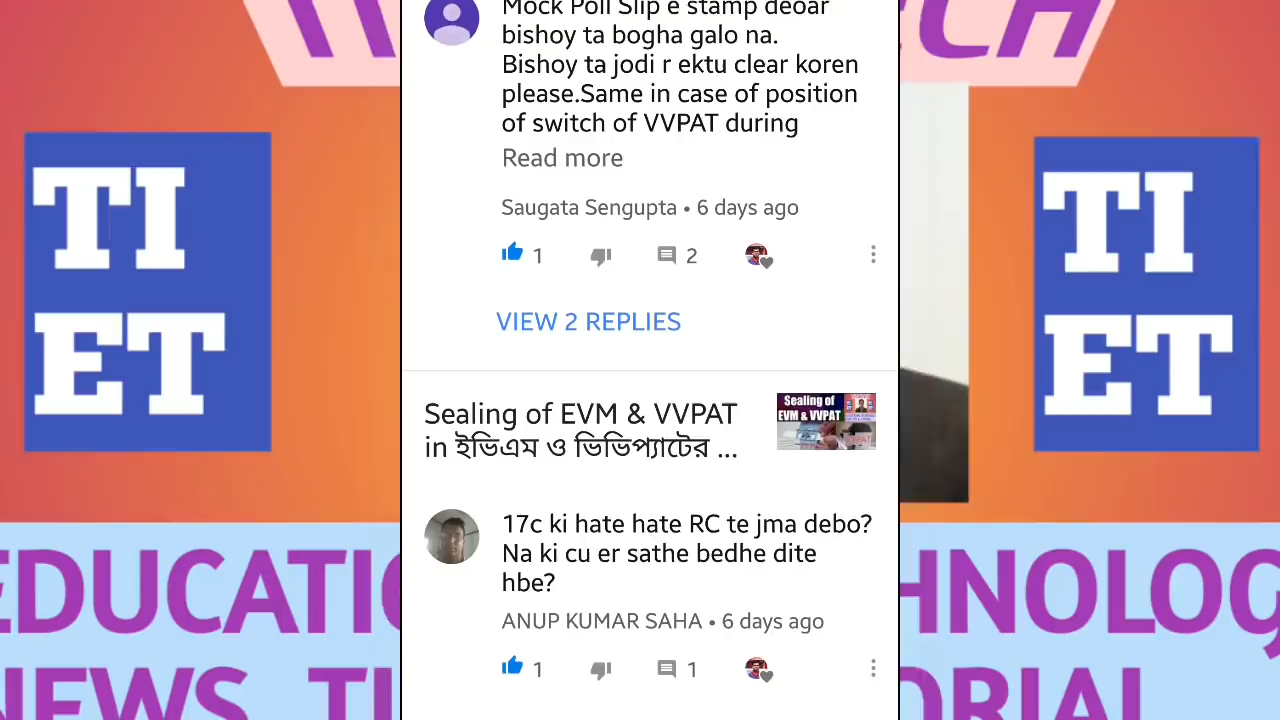 Mock Poll Slip e stamp deoar
bishoy ta bogha galo na.
Bishoy ta jodi r ektu clear koren
please.Same in case of position
of switch of VVPAT during
Read more
Saugata Sengupta • 6 days ago
1
2
VIEW 2 REPLIES
Sealing of EVM & VVPAT
in ইভিএম ও ভিভিপ্যাটের ...
Sealing of
EVM & VVPAT
17c ki hate hate RC te jma debo?
Na ki cu er sathe bedhe dite
hbe?
ANUP KUMAR SAHA • 6 days ago
1
1
TI
ET
TI
ET